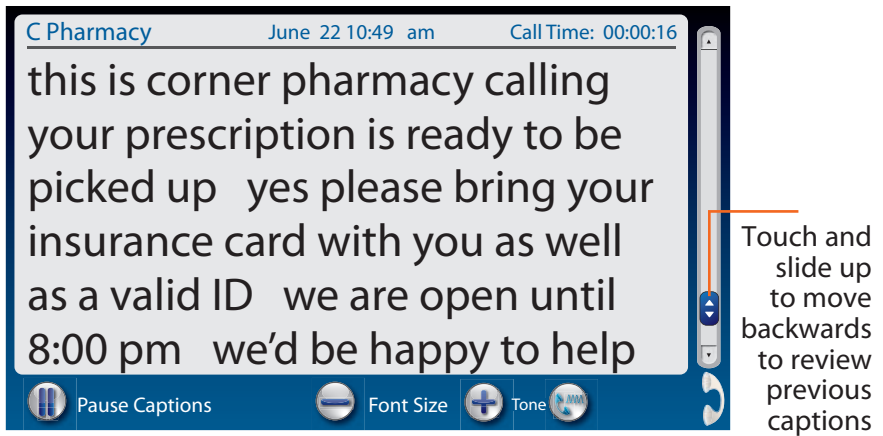 C Pharmacy June 22 10:49 am Call Time: 00:00:16
this is corner pharmacy calling
your prescription is ready to be
picked up yes please bring your
insurance card with you as well
as a valid ID we are open until
8:00 pm we'd be happy to help
Pause Captions Font Size Tone
Touch and
slide up
to move
backwards
to review
previous
captions